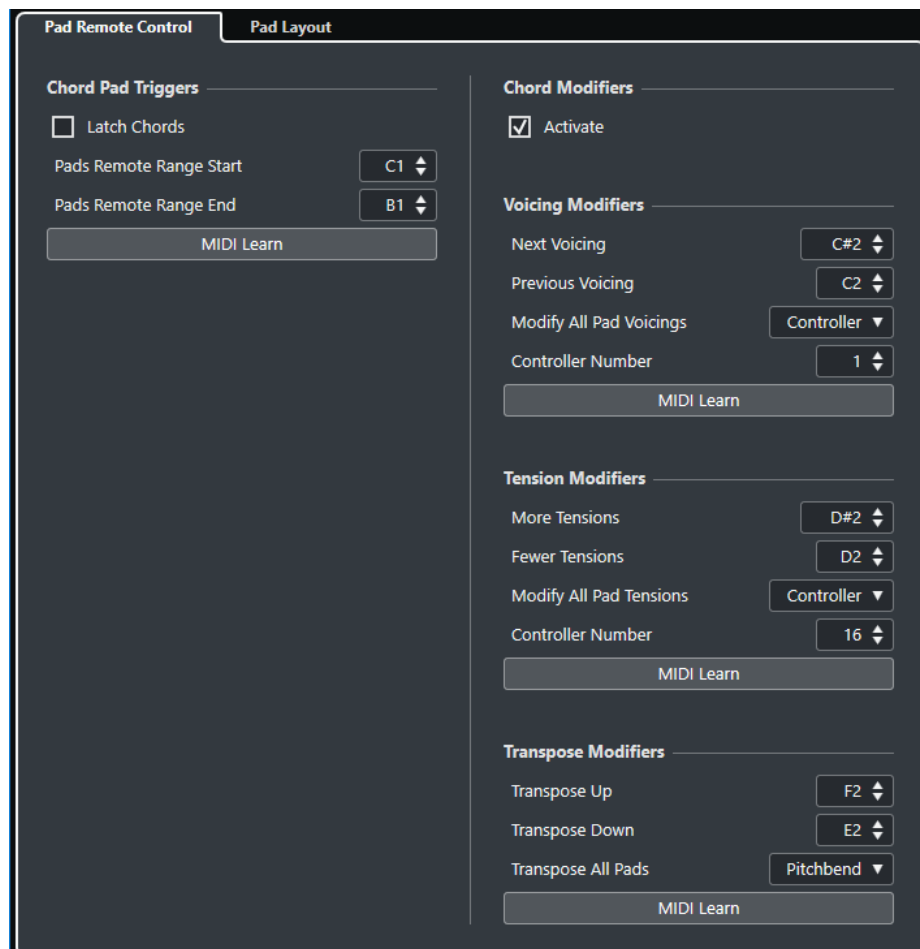 Pad Remote Control
Pad Layout
Chord Pad Triggers
Latch Chords
Pads Remote Range Start C1
Pads Remote Range End B1
MIDI Learn
Chord Modifiers
Activate
Voicing Modifiers
Next Voicing C#2
Previous Voicing C2
Modify All Pad Voicings Controller
Controller Number 1
MIDI Learn
Tension Modifiers
More Tensions D#2
Fewer Tensions D2
Modify All Pad Tensions Controller
Controller Number 16
MIDI Learn
Transpose Modifiers
Transpose Up F2
Transpose Down E2
Transpose All Pads Pitchbend
MIDI Learn